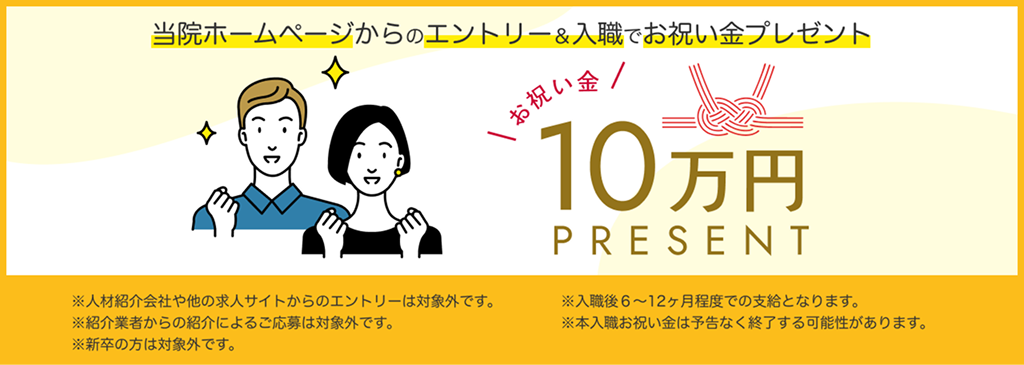 当院ホームページからのエントリー&入職でお祝い金プレゼント
お祝い金
10万円
PRESENT
※人材紹介会社や他の求人サイトからのエントリーは対象外です。
※紹介業者からの紹介によるご応募は対象外です。
※新卒の方は対象外です。
※入職後6〜12ヶ月程度での支給となります。
※本入職お祝い金は予告なく終了する可能性があります。